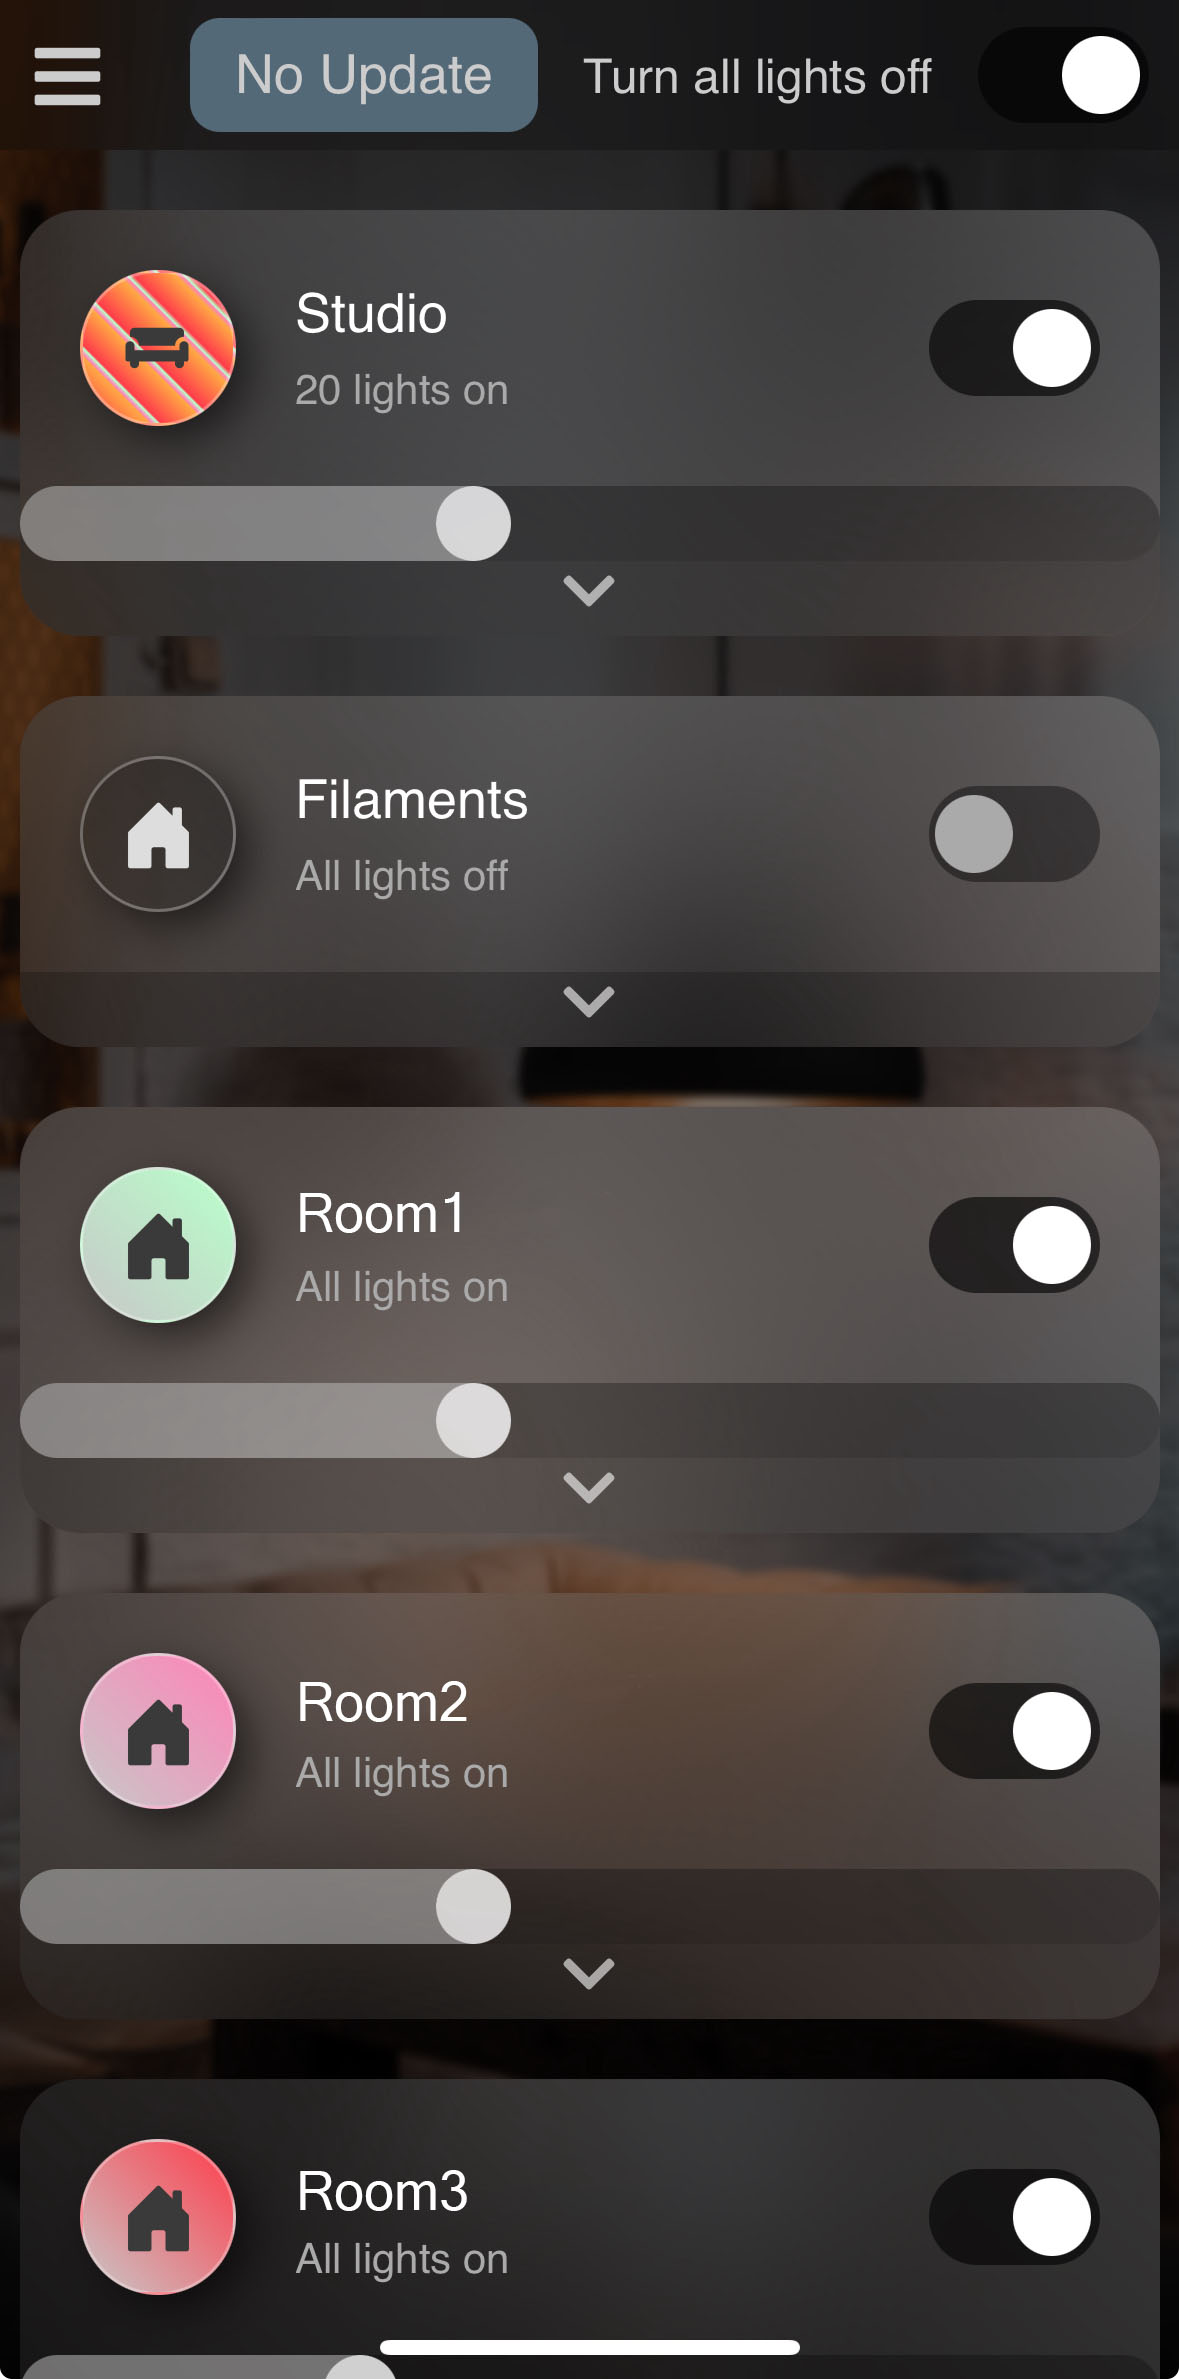 No Update
Turn all lights off
Studio
20 lights on
Filaments
All lights off
Room1
All lights on
Room2
All lights on
Room3
All lights on